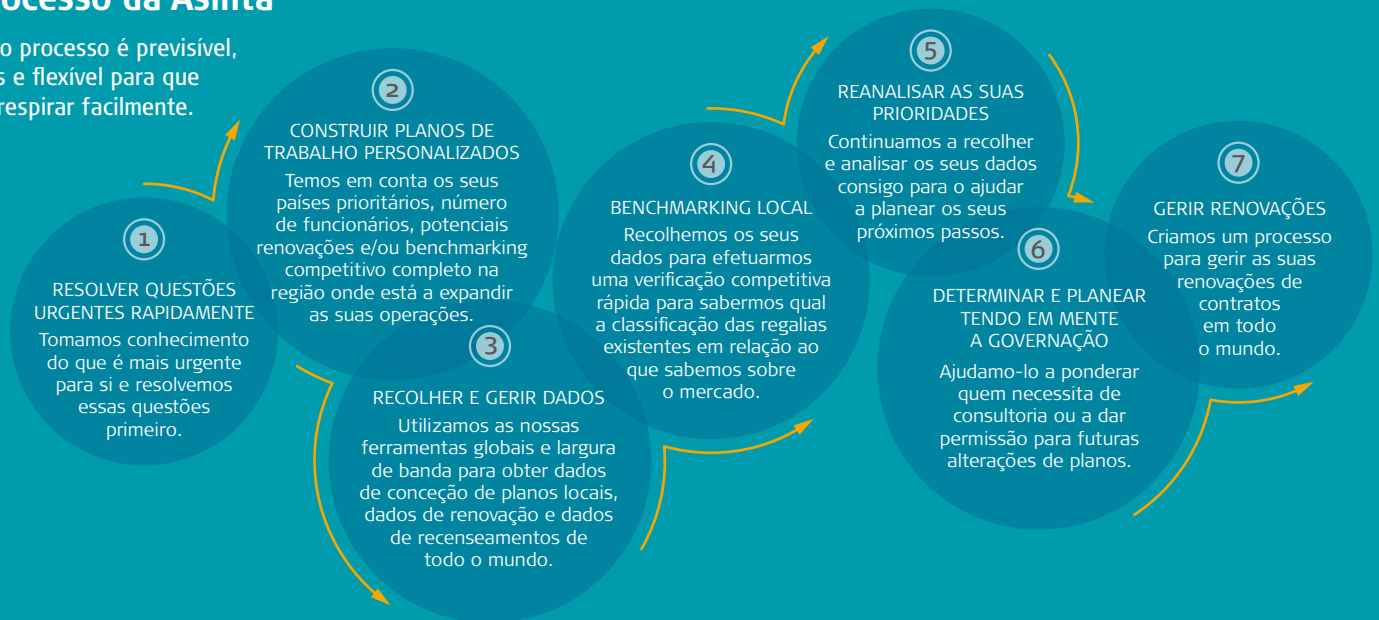 da Asinta
o processo é previsível,
e flexível para que
respirar facilmente.
1
RESOLVER QUESTÕES
URGENTES RAPIDAMENTE
Tomamos conhecimento
do que é mais urgente
para si e resolvemos
essas questões
primeiro.
2
CONSTRUIR PLANOS DE
TRABALHO PERSONALIZADOS
Temos em conta os seus
países prioritários, número
de funcionários, potenciais
renovações e/ou benchmarking
competitivo completo na
região onde está a expandir
as suas operações.
3
RECOLHER E GERIR DADOS
Utilizamos as nossas
ferramentas globais e largura
de banda para obter dados
de conceção de planos locais,
dados de renovação e dados
de recenseamentos de
todo o mundo.
4
BENCHMARKING LOCAL
Recolhemos os seus
dados para efetuarmos
uma verificação competitiva
rápida para sabermos qual
a classificação das regalias
existentes em relação ao
que sabemos sobre
o mercado.
5
REANALISAR AS SUAS
PRIORIDADES
Continuamos a recolher
e analisar os seus dados
consigo para o ajudar
a planear os seus
próximos passos.
6
DETERMINAR E PLANEAR
TENDO EM MENTE
A GOVERNAÇÃO
Ajudamo-lo a ponderar
quem necessita de
consultoria ou a dar
permissão para futuras
alterações de planos.
7
GERIR RENOVAÇÕES
Criamos um processo
para gerir as suas
renovações de
contratos
em todo
o mundo.